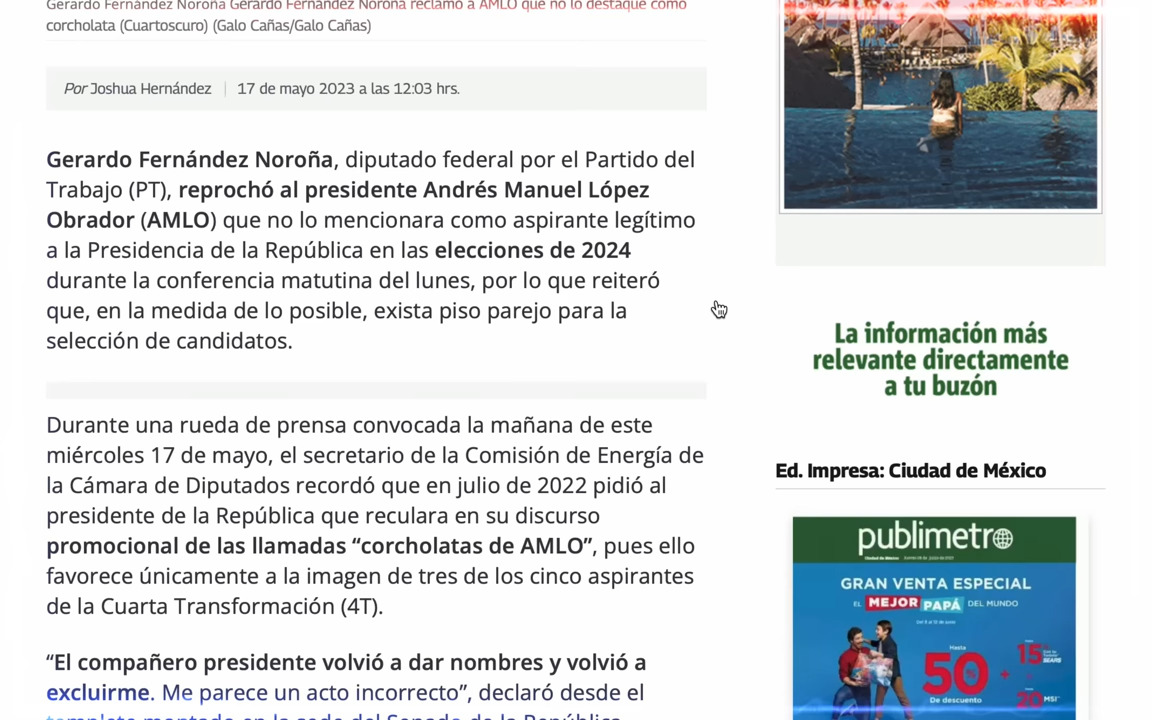 Gerardo Fernández Noroña Gerardo Fernández Noroña reclamó a AMLO que no lo destaque como
corcholata (Cuartoscuro) (Galo Cañas/Galo Cañas)
Por Joshua Hernández | 17 de mayo 2023 a las 12:03 hrs.
Gerardo Fernández Noroña, diputado federal por el Partido del
Trabajo (PT), reprochó al presidente Andrés Manuel López
Obrador (AMLO) que no lo mencionara como aspirante legítimo
a la Presidencia de la República en las elecciones de 2024
durante la conferencia matutina del lunes, por lo que reiteró
que, en la medida de lo posible, exista piso parejo para la
selección de candidatos.
Durante una rueda de prensa convocada la mañana de este
miércoles 17 de mayo, el secretario de la Comisión de Energía de
la Cámara de Diputados recordó que en julio de 2022 pidió al
presidente de la República que reculara en su discurso
promocional de las llamadas “corcholatas de AMLO”, pues ello
favorece únicamente a la imagen de tres de los cinco aspirantes
de la Cuarta Transformación (4T).
“El compañero presidente volvió a dar nombres y volvió a
excluirme. Me parece un acto incorrecto”, declaró desde el
templete montado en la sede del Senado de la República
La información más
relevante directamente
a tu buzón
Ed. Impresa: Ciudad de México
publimetro
Ciudad de México
GRAN VENTA ESPECIAL
EL MEJOR PAPÁ DEL MUNDO
Hasta
50%
De descuento
+ 15%
SEARS
20 MSI